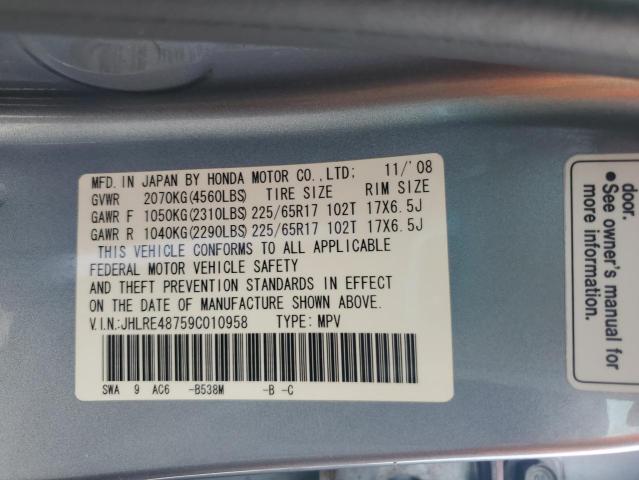 MFD. IN JAPAN BY HONDA MOTOR CO., LTD; 11/'08
GVWR 2070KG(4560LBS) TIRE SIZE RIM SIZE
GAWR F 1050KG(2310LBS) 225/65R17 102T 17X6.5J
GAWR R 1040KG(2290LBS) 225/65R17 102T 17X6.5J
THIS VEHICLE CONFORMS TO ALL APPLICABLE
FEDERAL MOTOR VEHICLE SAFETY
AND THEFT PREVENTION STANDARDS IN EFFECT
ON THE DATE OF MANUFACTURE SHOWN ABOVE.
V.I.N.:JHLRE48759C010958 TYPE: MPV
SWA 9 AC6 -B538M -B -C
door.
● See owner's manual for
more information.